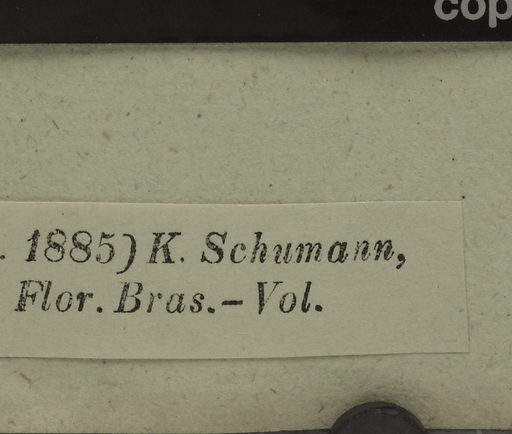 cop
. 1885) K. Schumann,
Flor. Bras.—Vol.